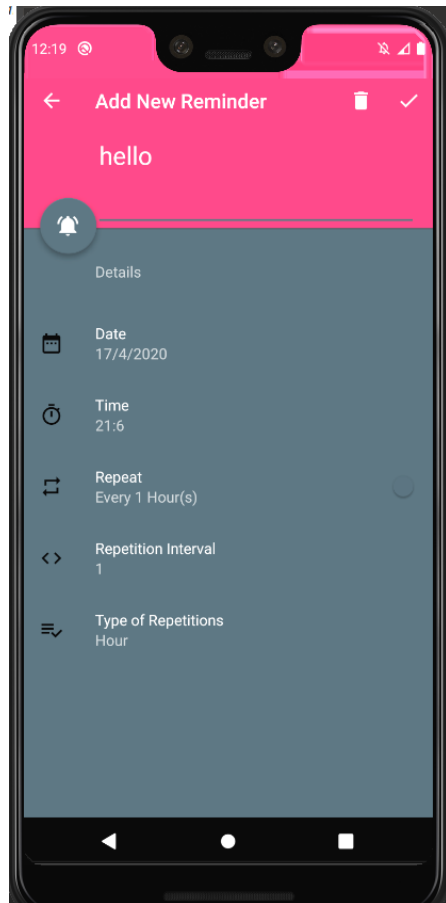 12:19
Add New Reminder
hello
Details
Date
17/4/2020
Time
21:6
Repeat
Every 1 Hour(s)
Repetition Interval
1
Type of Repetitions
Hour